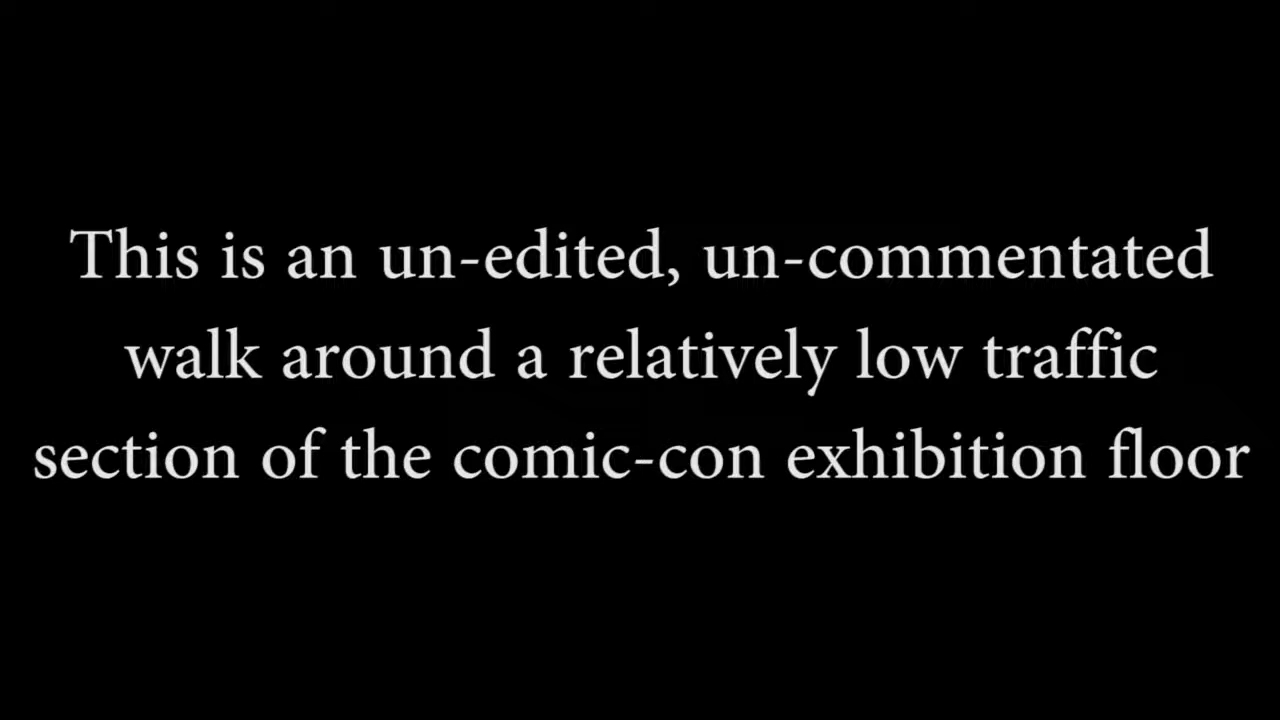 This is an un-edited, un-commentated
walk around a relatively low traffic
section of the comic-con exhibition floor